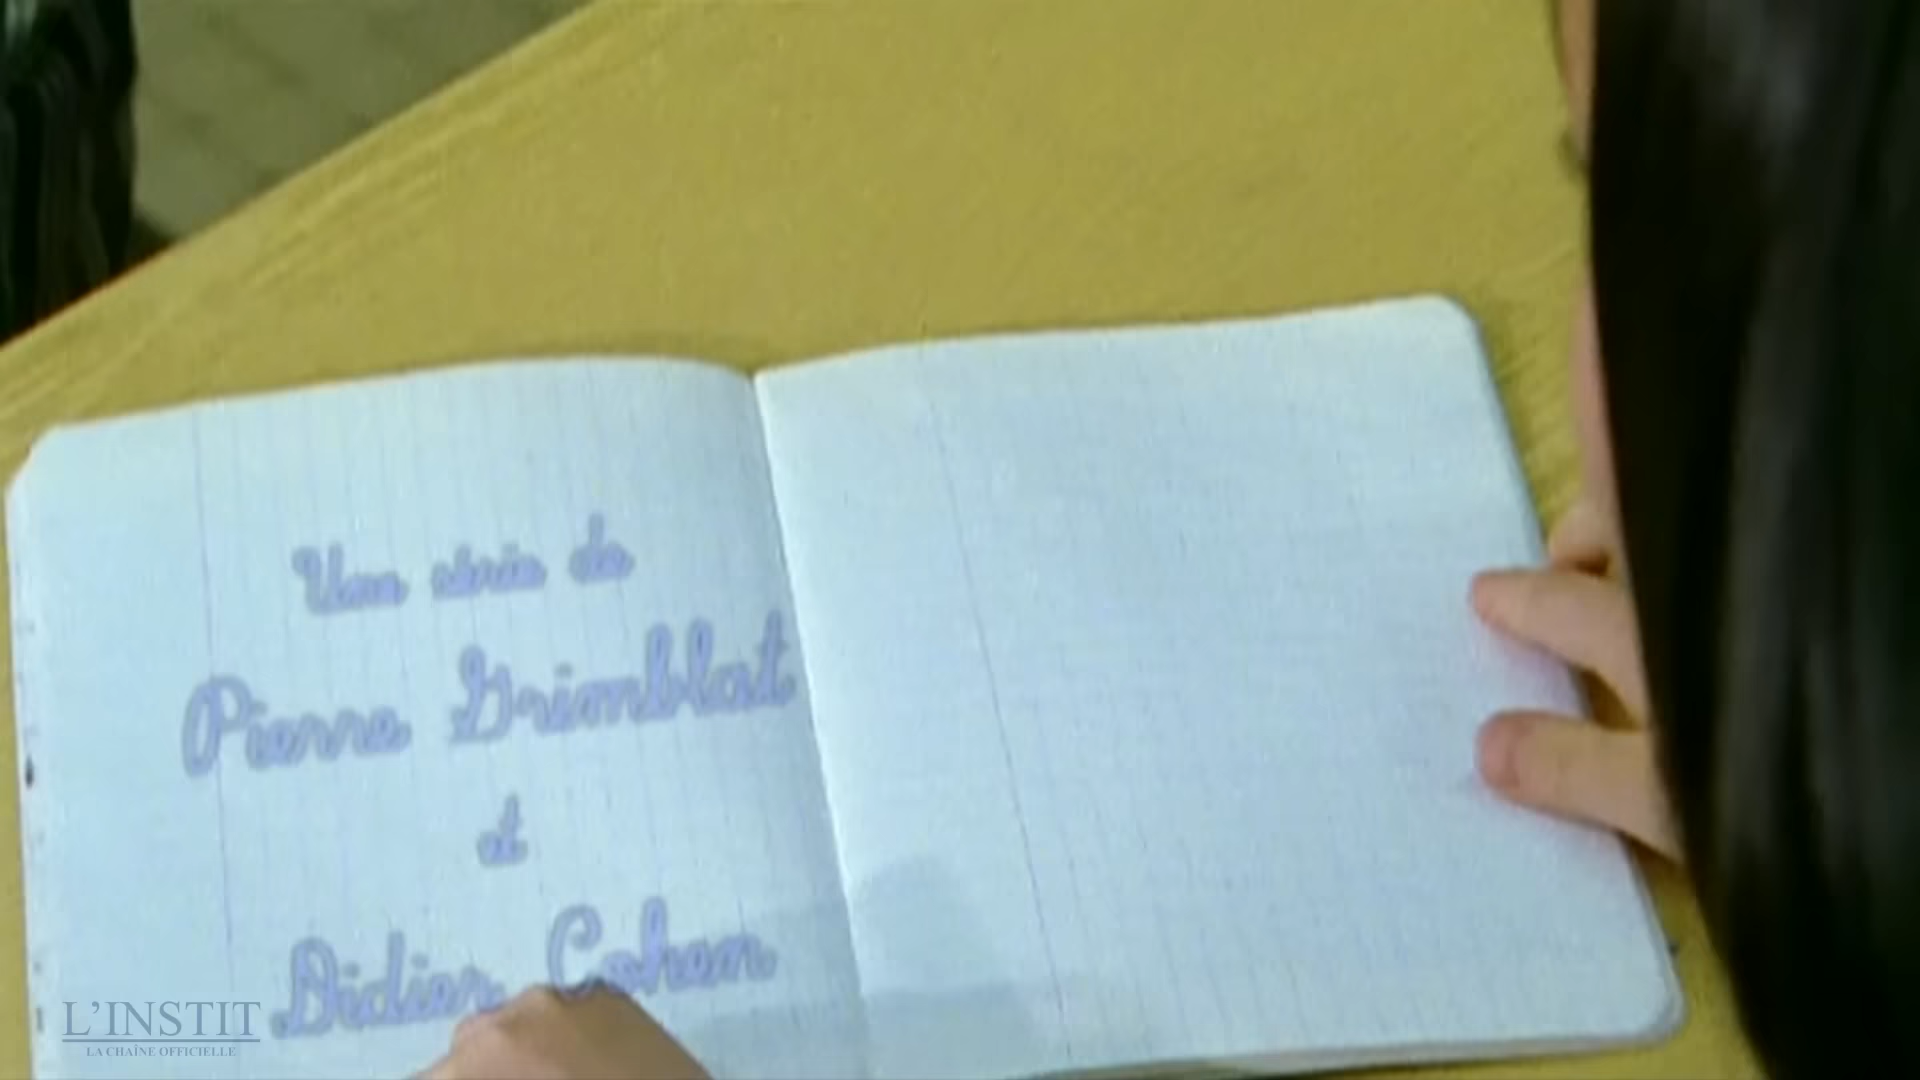 Une série de
Pierre Grimblat
et
Didier Cohen
L'INSTIT
LA CHAÎNE OFFICIELLE